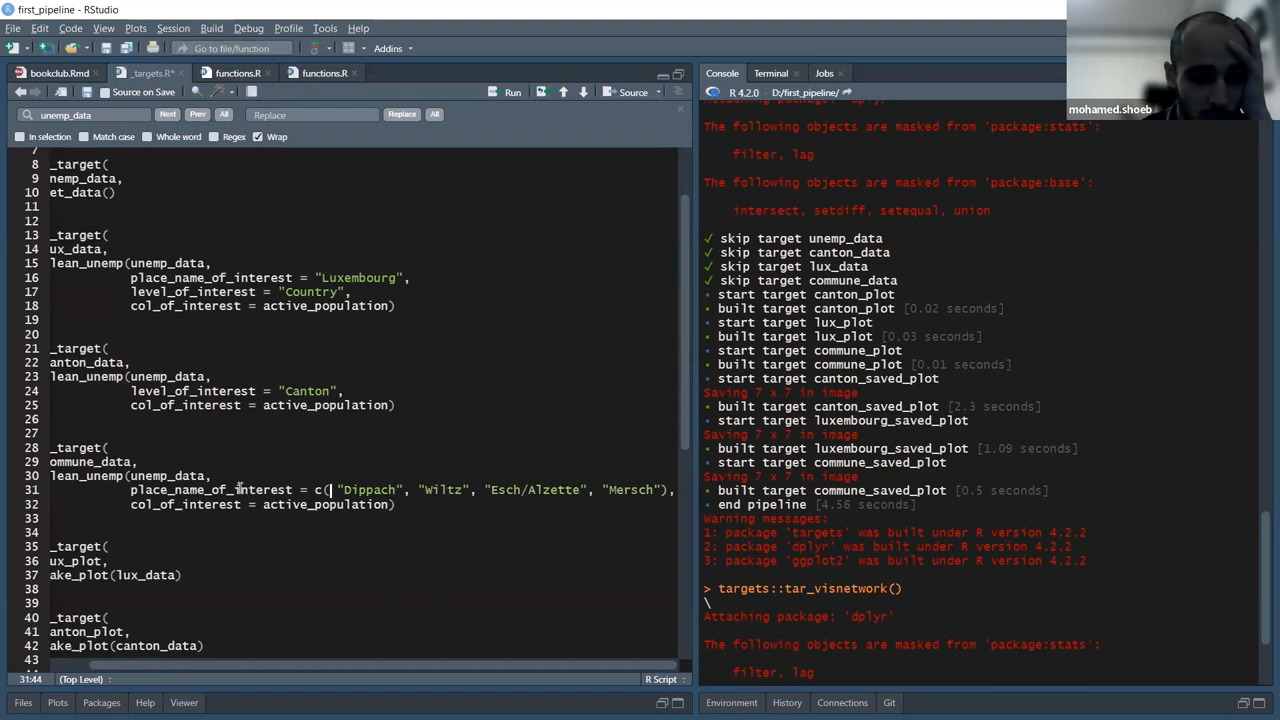 first_pipeline - RStudio
File Edit Code View Plots Session Build Debug Profile Tools Help
Go to file/function Addins
bookclub.Rmd _targets.R* functions.R functions.R
Source on Save Run Source
unemp_data Next Prev All Replace Replace All
In selection Match case Whole word Regex Wrap
7
8 _target(
9 nemp_data,
10 et_data()
11
12
13 _target(
14 ux_data,
15 lean_unemp(unemp_data,
16 place_name_of_interest = "Luxembourg",
17 level_of_interest = "Country",
18 col_of_interest = active_population)
19
20
21 _target(
22 anton_data,
23 lean_unemp(unemp_data,
24 level_of_interest = "Canton",
25 col_of_interest = active_population)
26
27
28 _target(
29 ommune_data,
30 lean_unemp(unemp_data,
31 place_name_of_interest = c( "Dippach", "Wiltz", "Esch/Alzette", "Mersch"),
32 col_of_interest = active_population)
33
34
35 _target(
36 ux_plot,
37 ake_plot(lux_data)
38
39
40 _target(
41 anton_plot,
42 ake_plot(canton_data)
43
31:44 (Top Level) R Script
Files Plots Packages Help Viewer
Console Terminal Jobs
R 4.2.0 · D:/first_pipeline/
Attaching package: 'dplyr'
The following objects are masked from 'package:stats':
filter, lag
The following objects are masked from 'package:base':
intersect, setdiff, setequal, union
✓ skip target unemp_data
✓ skip target canton_data
✓ skip target lux_data
✓ skip target commune_data
• start target canton_plot
• built target canton_plot [0.02 seconds]
• start target lux_plot
• built target lux_plot [0.03 seconds]
• start target commune_plot
• built target commune_plot [0.01 seconds]
• start target canton_saved_plot
Saving 7 x 7 in image
• built target canton_saved_plot [2.3 seconds]
• start target luxembourg_saved_plot
Saving 7 x 7 in image
• built target luxembourg_saved_plot [1.09 seconds]
• start target commune_saved_plot
Saving 7 x 7 in image
• built target commune_saved_plot [0.5 seconds]
• end pipeline [4.56 seconds]
Warning messages:
1: package 'targets' was built under R version 4.2.2
2: package 'dplyr' was built under R version 4.2.2
3: package 'ggplot2' was built under R version 4.2.2
> targets::tar_visnetwork()
\
Attaching package: 'dplyr'
The following objects are masked from 'package:stats':
filter, lag
Environment History Connections Git
mohamed.shoeb